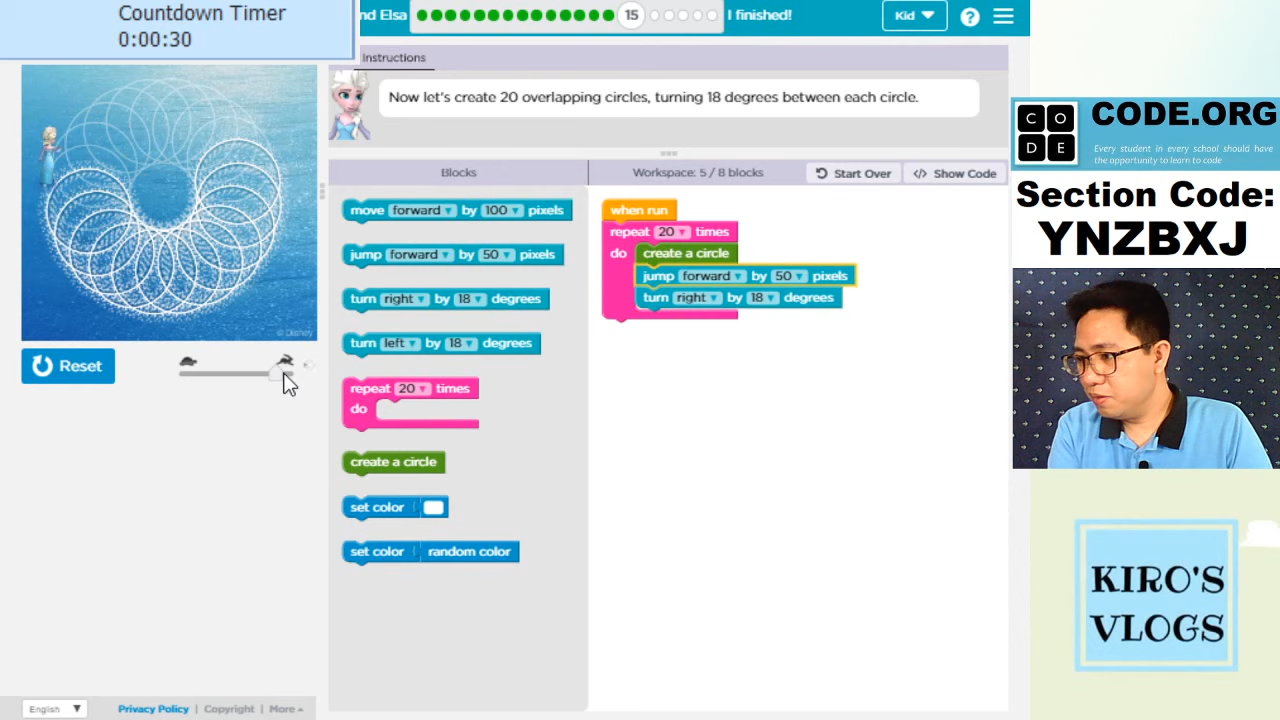 Countdown Timer
0:00:30
nd Elsa
15
I finished!
Kid
?
Instructions
Now let's create 20 overlapping circles, turning 18 degrees between each circle.
Blocks
Workspace: 5 / 8 blocks
Start Over
</> Show Code
move forward by 100 pixels
jump forward by 50 pixels
turn right by 18 degrees
turn left by 18 degrees
repeat 20 times
do
create a circle
set color
set color random color
when run
repeat 20 times
do create a circle
jump forward by 50 pixels
turn right by 18 degrees
© Disney
Reset
English
Privacy Policy | Copyright | More
C O
D E
CODE.ORG
Every student in every school should have
the opportunity to learn to code
Section Code:
YNZBXJ
KIRO'S
VLOGS